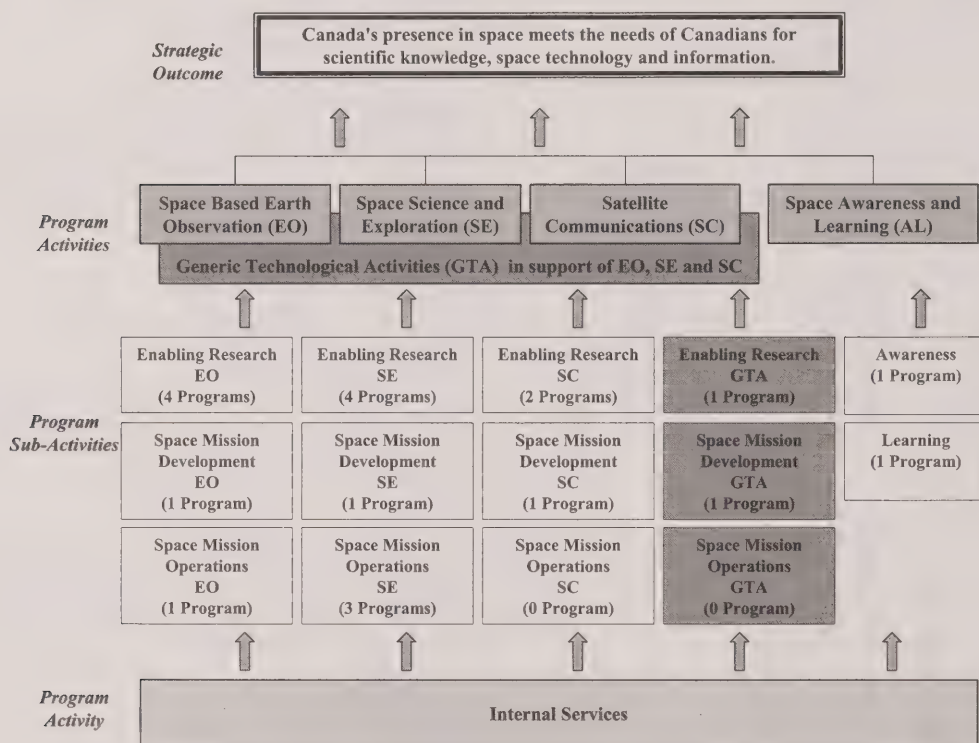 Strategic
Outcome
Canada's presence in space meets the needs of Canadians for
scientific knowledge, space technology and information.
Program
Activities
Space Based Earth
Observation (EO)
Space Science and
Exploration (SE)
Satellite
Communications (SC)
Space Awareness and
Learning (AL)
Generic Technological Activities (GTA) in support of EO, SE and SC
Program
Sub-Activities
Enabling Research
EO
(4 Programs)
Enabling Research
SE
(4 Programs)
Enabling Research
SC
(2 Programs)
Enabling Research
GTA
(1 Program)
Awareness
(1 Program)
Space Mission
Development
EO
(1 Program)
Space Mission
Development
SE
(1 Program)
Space Mission
Development
SC
(1 Program)
Space Mission
Development
GTA
(1 Program)
Learning
(1 Program)
Space Mission
Operations
EO
(1 Program)
Space Mission
Operations
SE
(3 Programs)
Space Mission
Operations
SC
(0 Program)
Space Mission
Operations
GTA
(0 Program)
Program
Activity
Internal Services